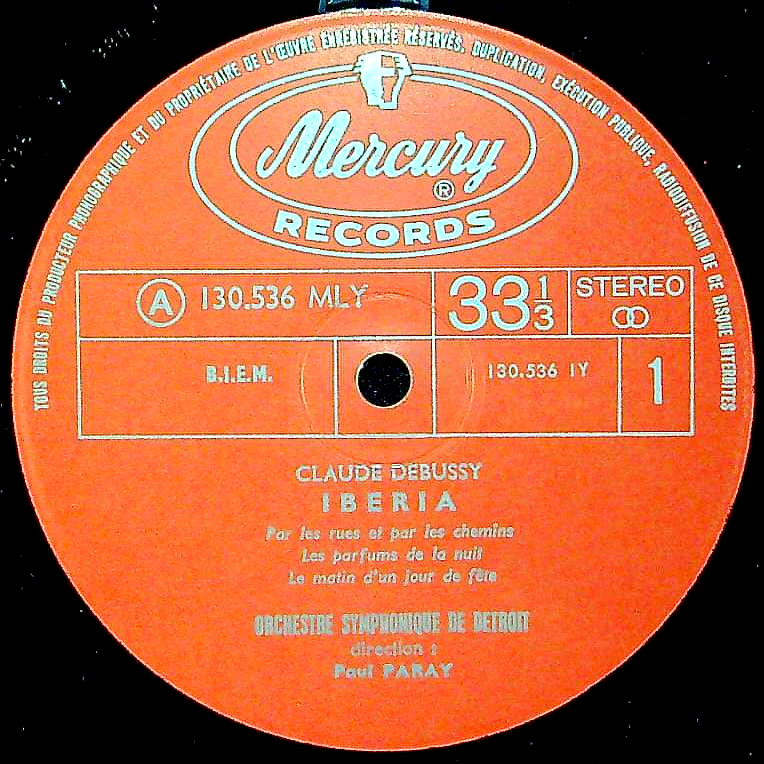 TOUS DROITS DU PRODUCTEUR PHONOGRAPHIQUE ET DU PROPRIÉTAIRE DE L'ŒUVRE ENREGISTRÉE RÉSERVÉS. DUPLICATION, EXÉCUTION PUBLIQUE, RADIODIFFUSION DE CE DISQUE INTERDITES
Mercury ®
RECORDS
A 130.536 MLY 33 1/3 STEREO
B.I.E.M. 130.536 1Y 1
CLAUDE DEBUSSY
IBERIA
Par les rues et par les chemins
Les parfums de la nuit
Le matin d'un jour de fête
ORCHESTRE SYMPHONIQUE DE DETROIT
direction :
Paul PARAY